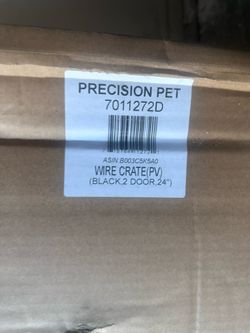 PRECISION PET
7011272D
ASIN B003C5K5A0
WIRE CRATE(PV)
(BLACK,2 DOOR,24")